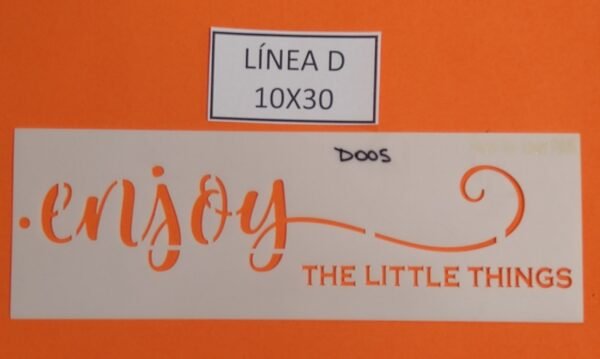 LÍNEA D
10X30
D005
enjoy
THE LITTLE THINGS